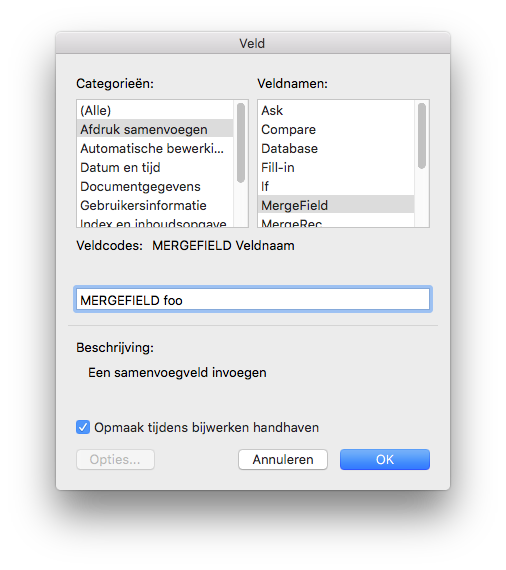 Veld
Categorieën:
Veldnamen:
(Alle)
Afdruk samenvoegen
Automatische bewerki...
Datum en tijd
Documentgegevens
Gebruikersinformatie
Index en inhoudsopgave
Ask
Compare
Database
Fill-in
If
MergeField
MergeRec
Veldcodes: MERGEFIELD Veldnaam
MERGEFIELD foo
Beschrijving:
Een samenvoegveld invoegen
Opmaak tijdens bijwerken handhaven
Opties...
Annuleren
OK